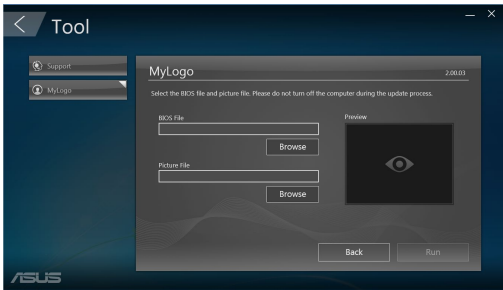 Tool
Support
MyLogo
MyLogo 2.00.03
Select the BIOS file and picture file. Please do not turn off the computer during the update process.
BIOS File
Preview
Browse
Picture File
Browse
Back
Run
ASUS